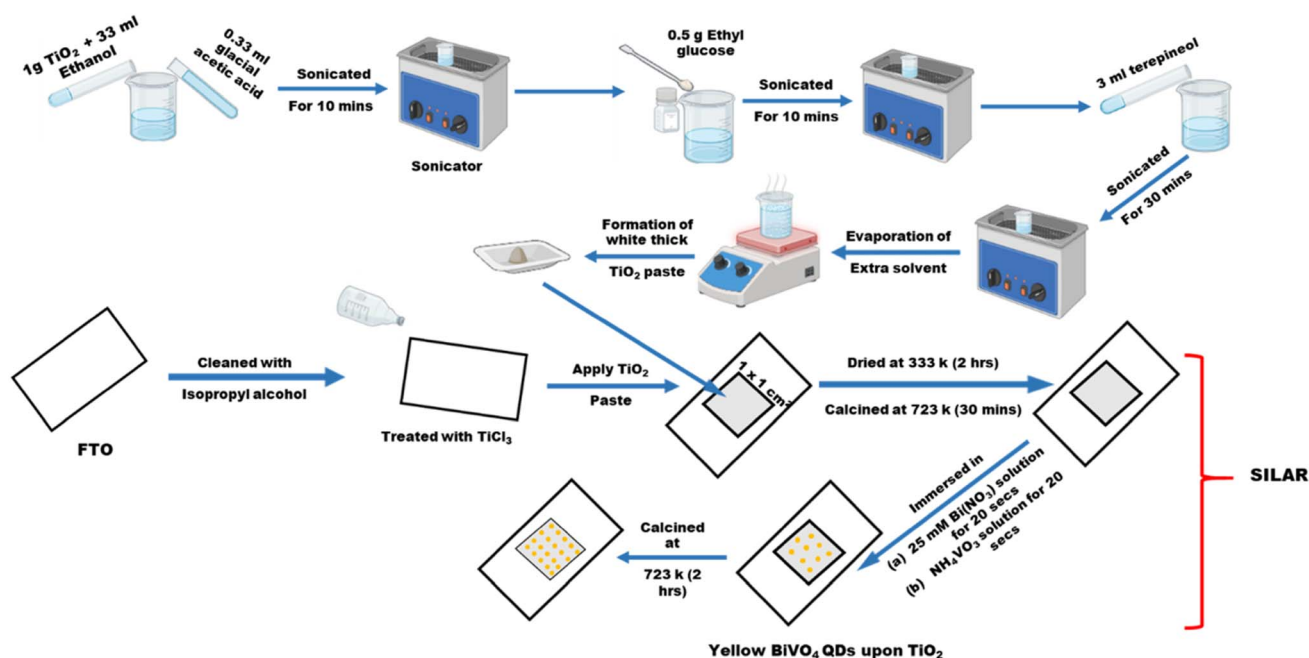 1g TiO₂ + 33 ml
Ethanol
0.33 ml
glacial
acetic acid
Sonicated
For 10 mins
Sonicator
0.5 g Ethyl
glucose
Sonicated
For 10 mins
3 ml terepineol
Sonicated
For 30 mins
Evaporation of
Extra solvent
Formation of
white thick
TiO₂ paste
FTO
Cleaned with
Isopropyl alcohol
Treated with TiCl₃
Apply TiO₂
Paste
1 x 1 cm²
Dried at 333 k (2 hrs)
Calcined at 723 k (30 mins)
SILAR
Immersed in
(a) 25 mM Bi(NO₃) solution
for 20 secs
(b) NH₄VO₃ solution for 20
secs
Calcined
at
723 k (2
hrs)
Yellow BiVO₄ QDs upon TiO₂